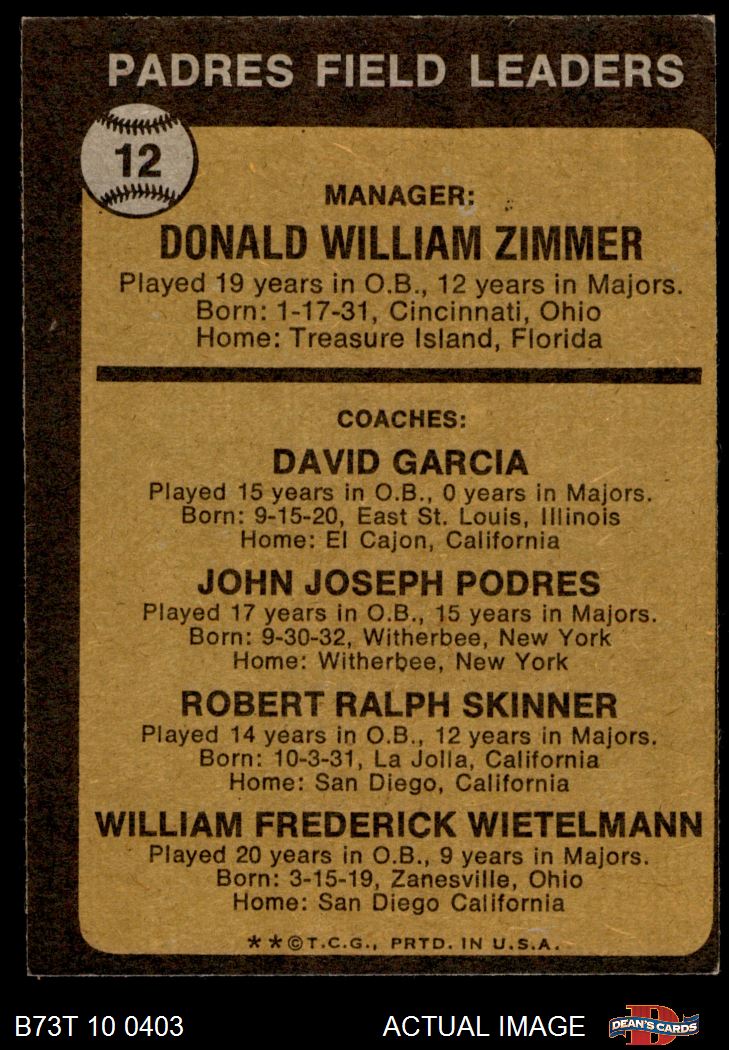 PADRES FIELD LEADERS
12
MANAGER:
DONALD WILLIAM ZIMMER
Played 19 years in O.B., 12 years in Majors.
Born: 1-17-31, Cincinnati, Ohio
Home: Treasure Island, Florida
COACHES:
DAVID GARCIA
Played 15 years in O.B., 0 years in Majors.
Born: 9-15-20, East St. Louis, Illinois
Home: El Cajon, California
JOHN JOSEPH PODRES
Played 17 years in O.B., 15 years in Majors.
Born: 9-30-32, Witherbee, New York
Home: Witherbee, New York
ROBERT RALPH SKINNER
Played 14 years in O.B., 12 years in Majors.
Born: 10-3-31, La Jolla, California
Home: San Diego, California
WILLIAM FREDERICK WIETELMANN
Played 20 years in O.B., 9 years in Majors.
Born: 3-15-19, Zanesville, Ohio
Home: San Diego California
**©T.C.G., PRTD. IN U.S.A.
B73T 10 0403 ACTUAL IMAGE D DEAN'S CARDS